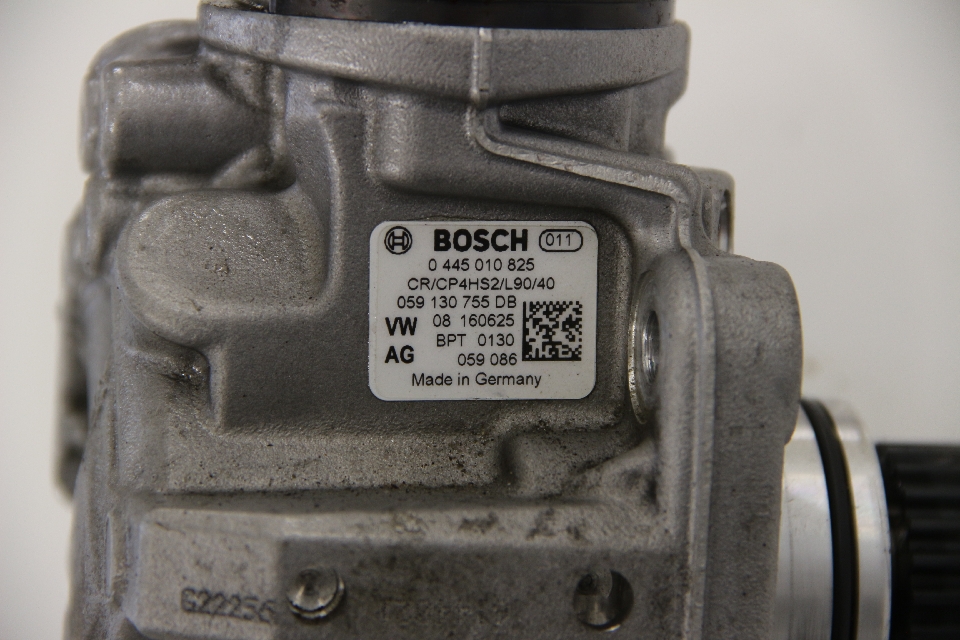 BOSCH 011
0 445 010 825
CR/CP4HS2/L90/40
059 130 755 DB
VW 08 160625
BPT 0130
AG 059 086
Made in Germany
G22256